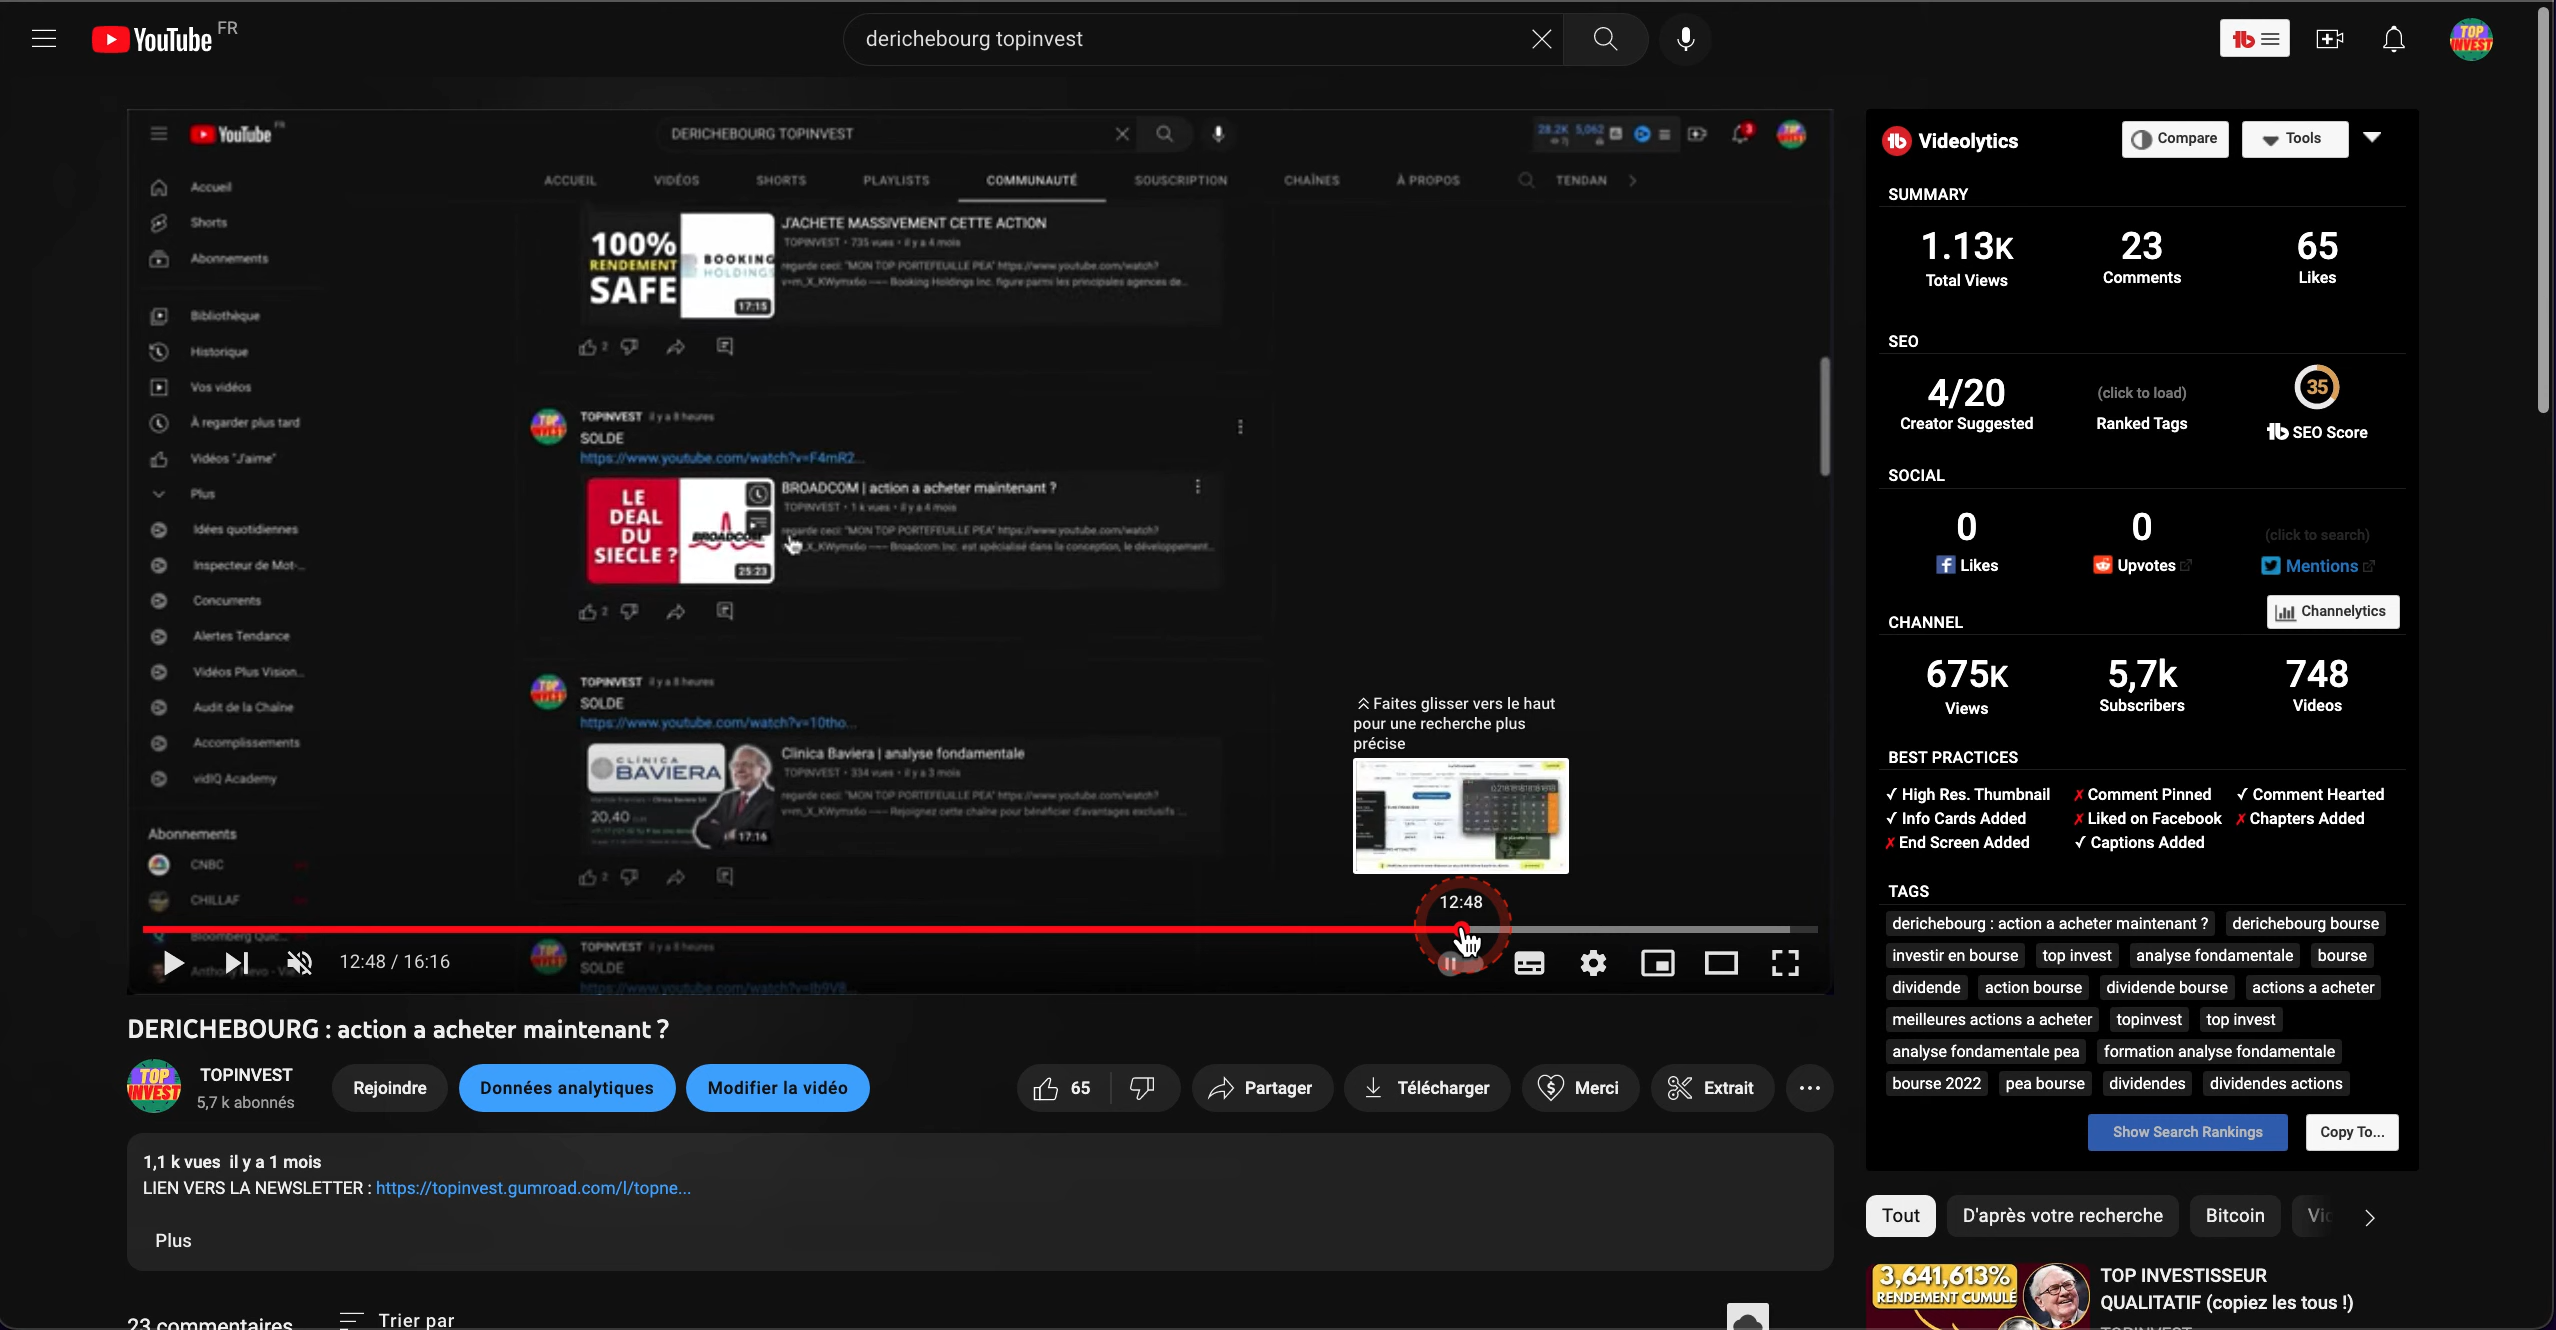 YouTube FR
derichebourg topinvest
YouTube FR
DERICHEBOURG TOPINVEST
28.2K 5,062
3
ACCUEIL VIDÉOS SHORTS PLAYLISTS COMMUNAUTÉ SOUSCRIPTION CHAÎNES À PROPOS TENDAN
Accueil
Shorts
Abonnements
Bibliothèque
Historique
Vos vidéos
À regarder plus tard
Vidéos "J'aime"
Plus
Idées quotidiennes
Inspecteur de Mot-...
Concurrents
Alertes Tendance
Vidéos Plus Vision...
Audit de la Chaîne
Accomplissements
vidIQ Academy
Abonnements
CNBC
CHILLAF
Bloomberg Quic...
100%
RENDEMENT
SAFE
BOOKING
HOLDINGS
17:15
J'ACHETE MASSIVEMENT CETTE ACTION
TOPINVEST • 735 vues • il y a 4 mois
regarde ceci: "MON TOP PORTEFEUILLE PEA" https://www.youtube.com/watch?
v=m_X_KWymx6o ---- Booking Holdings Inc. figure parmi les principales agences de...
2
TOPINVEST il y a 8 heures
SOLDE
https://www.youtube.com/watch?v=F4mR2...
LE
DEAL
DU
SIECLE ?
BROADCOM
25:23
BROADCOM | action a acheter maintenant ?
TOPINVEST • 1 k vues • il y a 4 mois
regarde ceci: "MON TOP PORTEFEUILLE PEA" https://www.youtube.com/watch?
_X_KWymx6o ---- Broadcom Inc. est spécialisé dans la conception, le développement...
2
TOPINVEST il y a 8 heures
SOLDE
https://www.youtube.com/watch?v=10tho...
CLINICA
BAVIERA
20,40
17:16
Clinica Baviera | analyse fondamentale
TOPINVEST • 334 vues • il y a 3 mois
regarde ceci: "MON TOP PORTEFEUILLE PEA" https://www.youtube.com/watch?
v=m_X_KWymx6o ---- Rejoignez cette chaîne pour bénéficier d'avantages exclusifs :...
2
TOPINVEST il y a 8 heures
SOLDE
Faites glisser vers le haut
pour une recherche plus
précise
12:48
12:48 / 16:16
DERICHEBOURG : action a acheter maintenant ?
TOP
INVEST
TOPINVEST
5,7 k abonnés
Rejoindre
Données analytiques
Modifier la vidéo
65
Partager
Télécharger
Merci
Extrait
1,1 k vues il y a 1 mois
LIEN VERS LA NEWSLETTER : https://topinvest.gumroad.com/l/topne...
Plus
23 commentaires
Trier par
Videolytics
Compare
Tools
SUMMARY
1.13K 23 65
Total Views Comments Likes
SEO
4/20 (click to load) 35
Creator Suggested Ranked Tags SEO Score
SOCIAL
0 0 (click to search)
Likes Upvotes Mentions
Channelytics
CHANNEL
675K 5,7k 748
Views Subscribers Videos
BEST PRACTICES
✓ High Res. Thumbnail ✗ Comment Pinned ✓ Comment Hearted
✓ Info Cards Added ✗ Liked on Facebook ✗ Chapters Added
✗ End Screen Added ✓ Captions Added
TAGS
derichebourg : action a acheter maintenant ? derichebourg bourse
investir en bourse top invest analyse fondamentale bourse
dividende action bourse dividende bourse actions a acheter
meilleures actions a acheter topinvest top invest
analyse fondamentale pea formation analyse fondamentale
bourse 2022 pea bourse dividendes dividendes actions
Show Search Rankings
Copy To...
Tout D'après votre recherche Bitcoin
3,641,613%
RENDEMENT CUMULÉ
TOP INVESTISSEUR
QUALITATIF (copiez les tous !)
TOPINVEST